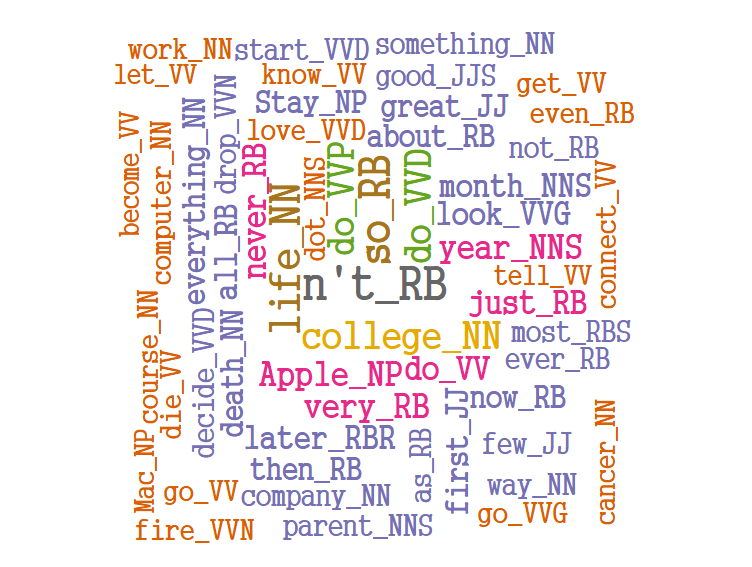 work_NN
start_VVD
something_NN
let_VV
know_VV
good_JJS
get_VV
Stay_NP
great_JJ
even_RB
love_VVD
about_RB
not_RB
become_VV
computer_NN
everything_NN
drop_VVN
all_RB
never_RB
life_NN
dot_NNS
do_VVP
so_RB
do_VVD
month_NNS
look_VVG
connect_VV
year_NNS
tell_VV
n't_RB
just_RB
college_NN
most_RBS
course_NN
die_VV
decide_VVD
death_NN
Apple_NP
do_VV
ever_RB
very_RB
first_JJ
now_RB
Mac_NP
later_RBR
as_RB
few_JJ
cancer_NN
then_RB
go_VV
company_NN
way_NN
fire_VVN
parent_NNS
go_VVG